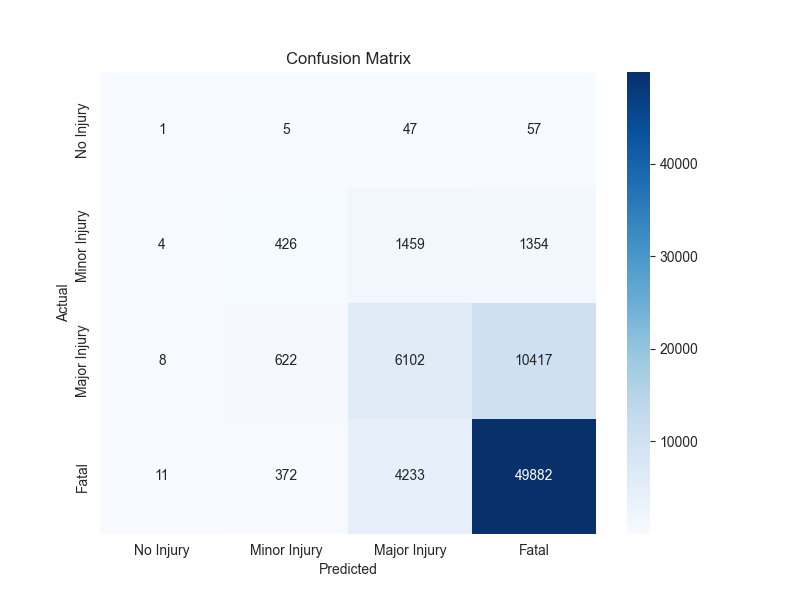 Confusion Matrix
No Injury
1 5 47 57
Minor Injury
4 426 1459 1354
Major Injury
8 622 6102 10417
Fatal
11 372 4233 49882
Actual
No Injury Minor Injury Major Injury Fatal
Predicted
40000
30000
20000
10000